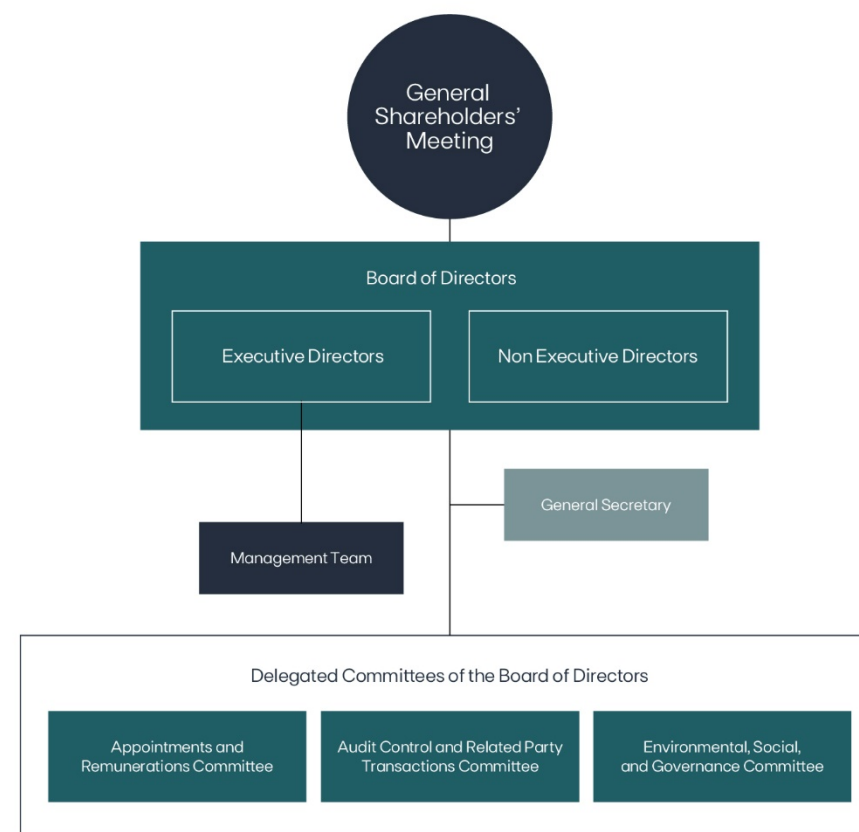 General
Shareholders’
Meeting
Board of Directors
Executive Directors
Non Executive Directors
General Secretary
Management Team
Delegated Committees of the Board of Directors
Appointments and
Remunerations Committee
Audit Control and Related Party
Transactions Committee
Environmental, Social,
and Governance Committee